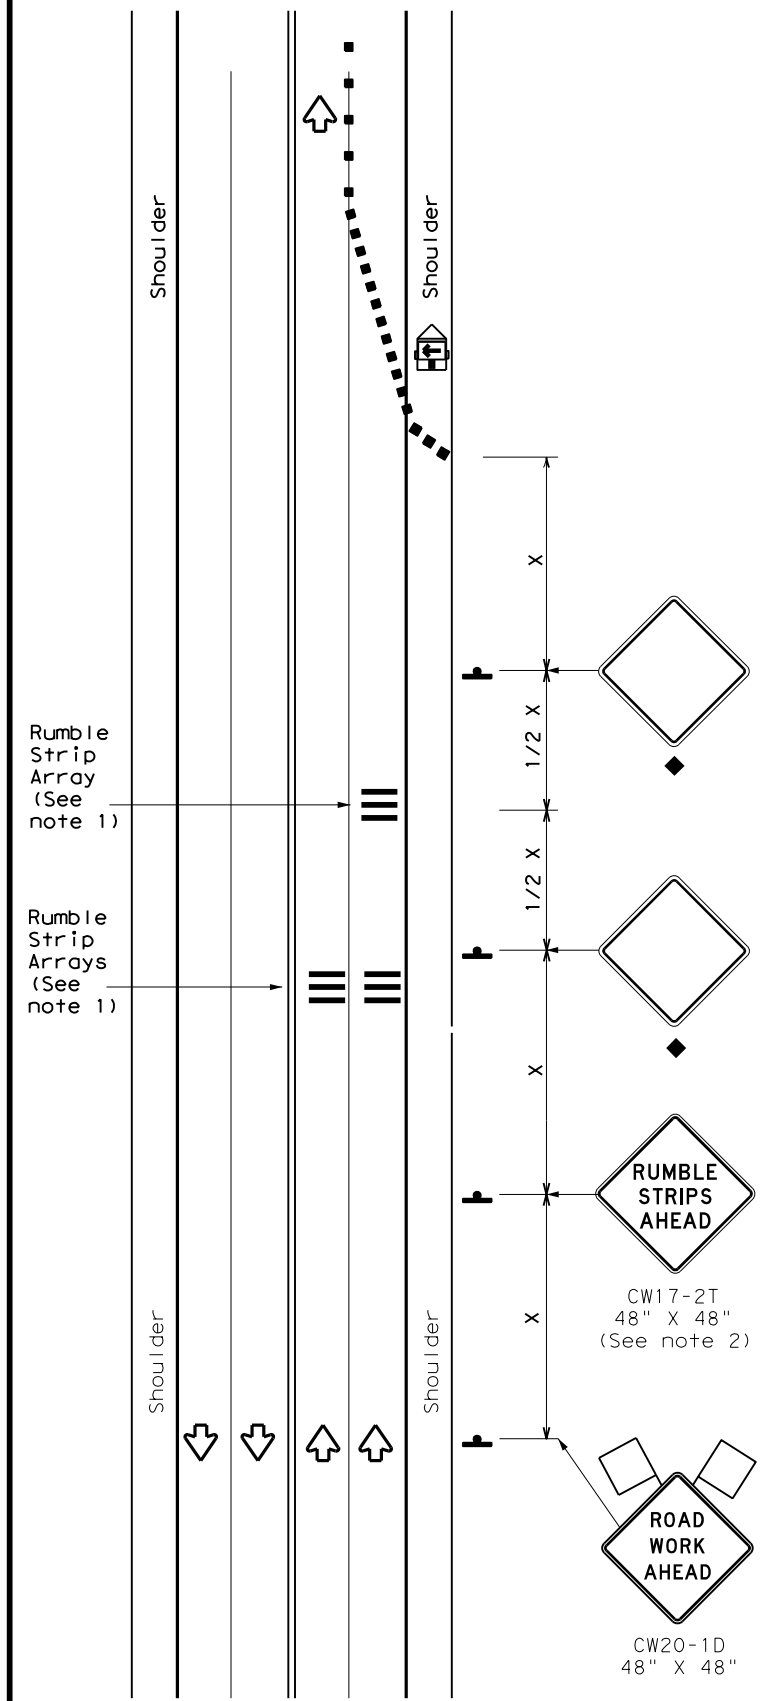 Shoulder
Shoulder
X
1/2 X
Rumble
Strip
Array
(See
note 1)
1/2 X
Rumble
Strip
Arrays
(See
note 1)
X
RUMBLE
STRIPS
AHEAD
CW17-2T
48" X 48"
(See note 2)
X
Shoulder
Shoulder
ROAD
WORK
AHEAD
CW20-1D
48" X 48"